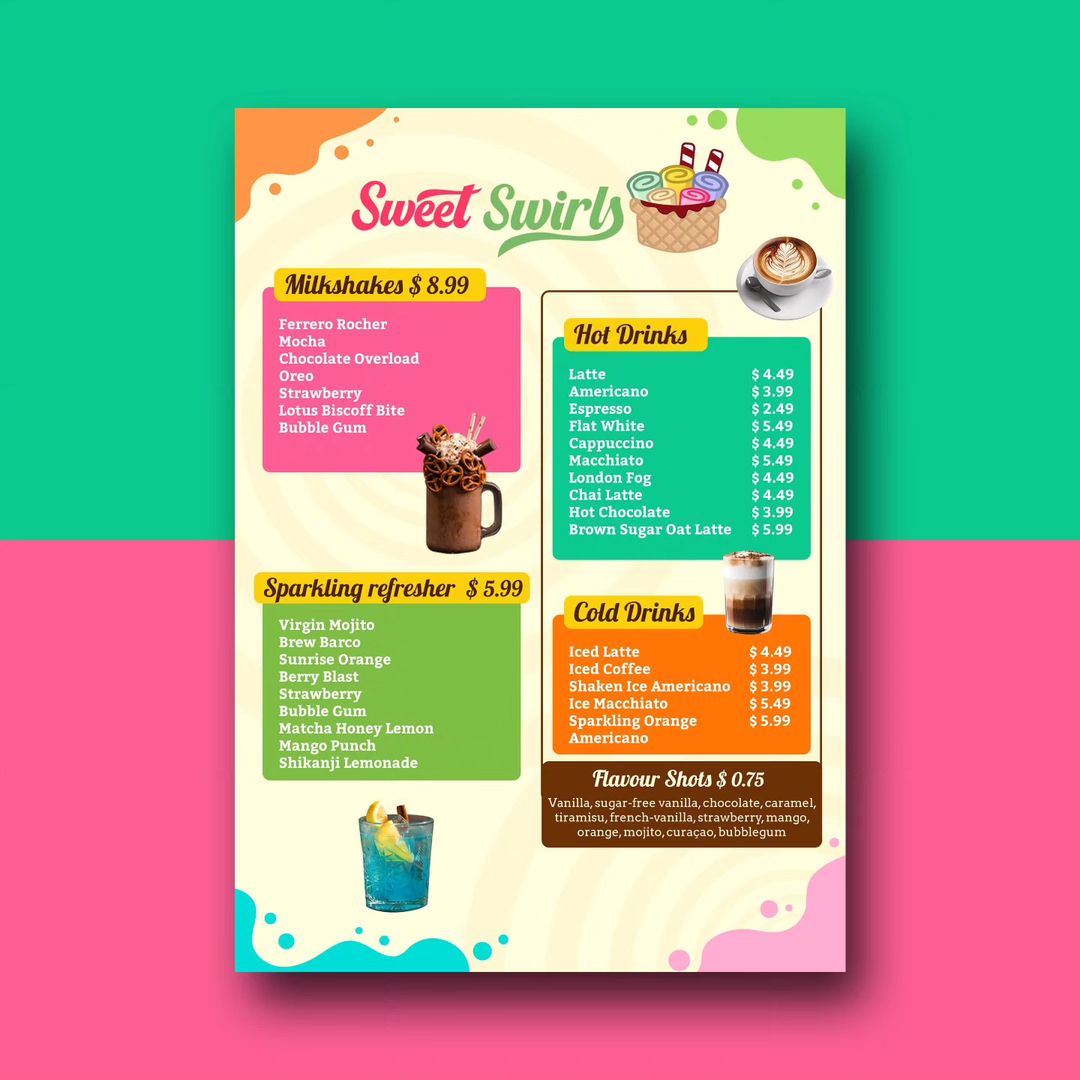 Sweet Swirls
Milkshakes $ 8.99
Ferrero Rocher
Mocha
Chocolate Overload
Oreo
Strawberry
Lotus Biscoff Bite
Bubble Gum
Sparkling refresher $ 5.99
Virgin Mojito
Brew Barco
Sunrise Orange
Berry Blast
Strawberry
Bubble Gum
Matcha Honey Lemon
Mango Punch
Shikanji Lemonade
Hot Drinks
Latte $ 4.49
Americano $ 3.99
Espresso $ 2.49
Flat White $ 5.49
Cappuccino $ 4.49
Macchiato $ 5.49
London Fog $ 4.49
Chai Latte $ 4.49
Hot Chocolate $ 3.99
Brown Sugar Oat Latte $ 5.99
Cold Drinks
Iced Latte $ 4.49
Iced Coffee $ 3.99
Shaken Ice Americano $ 3.99
Ice Macchiato $ 5.49
Sparkling Orange $ 5.99
Americano
Flavour Shots $ 0.75
Vanilla, sugar-free vanilla, chocolate, caramel,
tiramisu, french-vanilla, strawberry, mango,
orange, mojito, curaçao, bubblegum